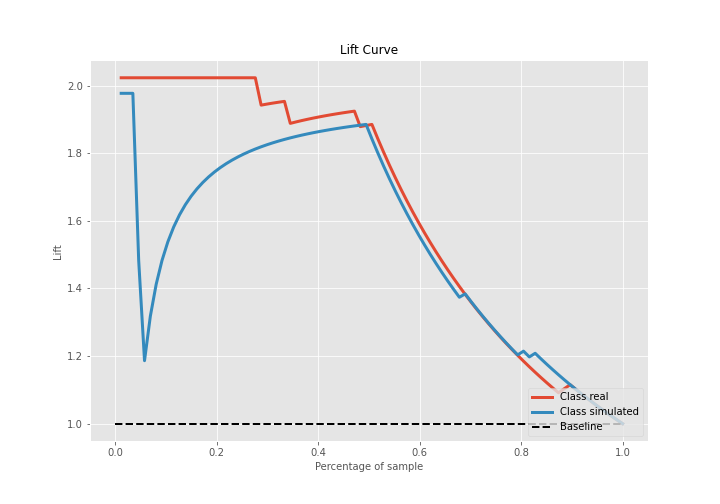 Lift Curve
2.0
1.8
1.6
1.4
1.2
1.0
Lift
0.0 0.2 0.4 0.6 0.8 1.0
Percentage of sample
Class real
Class simulated
Baseline